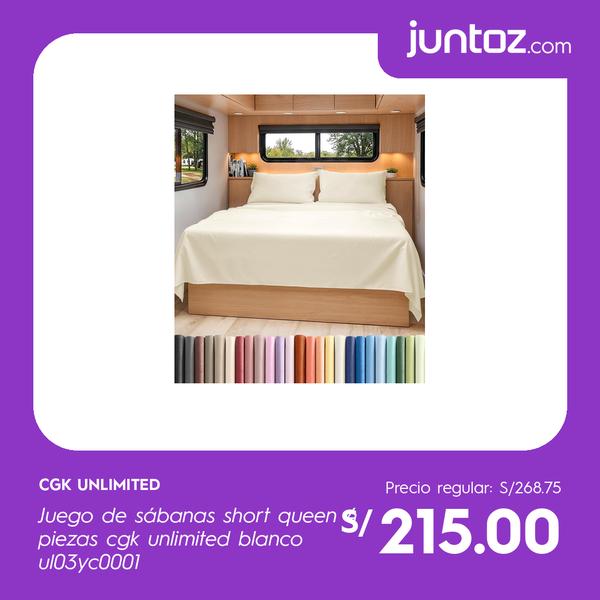 juntoz.com
CGK UNLIMITED
Juego de sábanas short queen
piezas cgk unlimited blanco
ul03yc0001
Precio regular: S/268.75
S/ 215.00